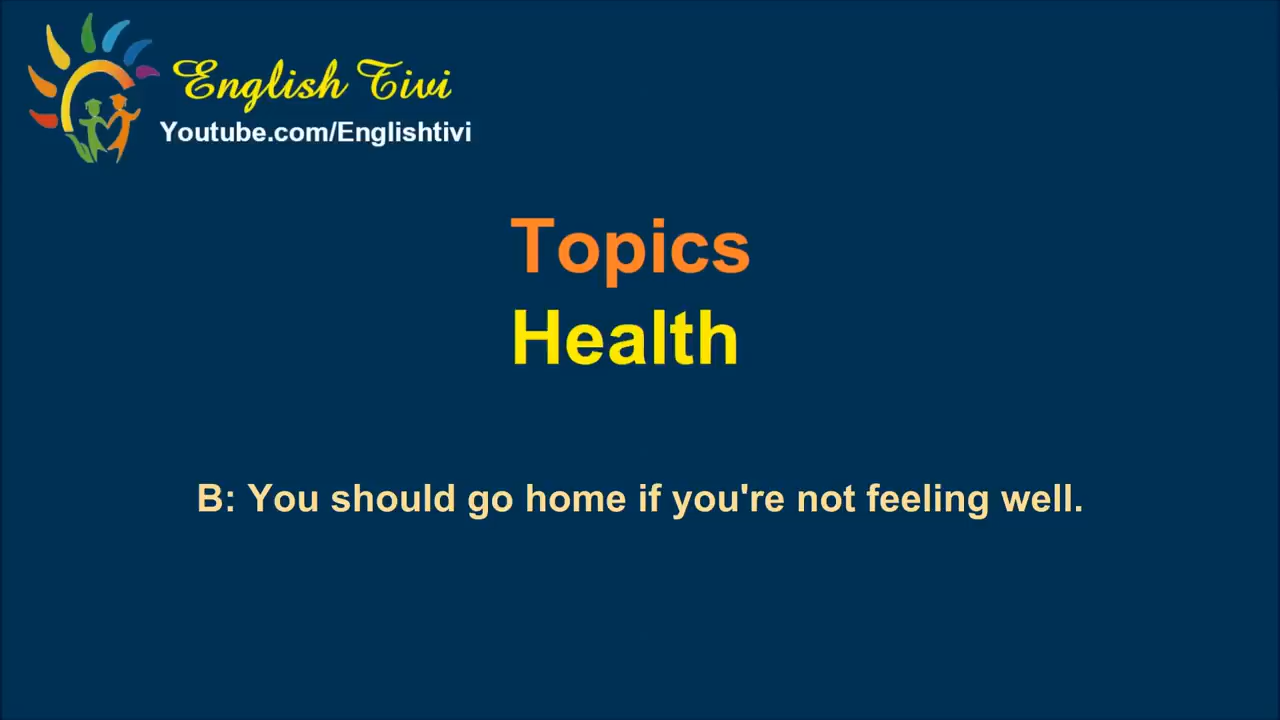 English Tivi
Youtube.com/Englishtivi
Topics
Health
B: You should go home if you're not feeling well.